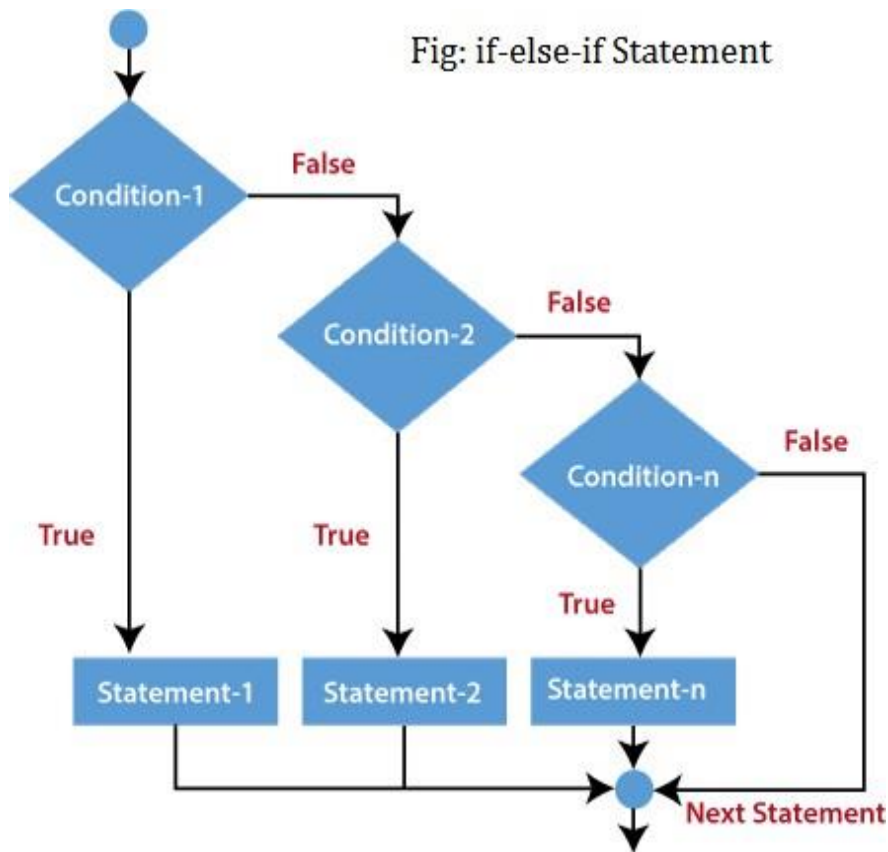 Fig: if-else-if Statement
False
Condition-1
False
Condition-2
False
Condition-n
True
True
True
Statement-1
Statement-2
Statement-n
Next Statement